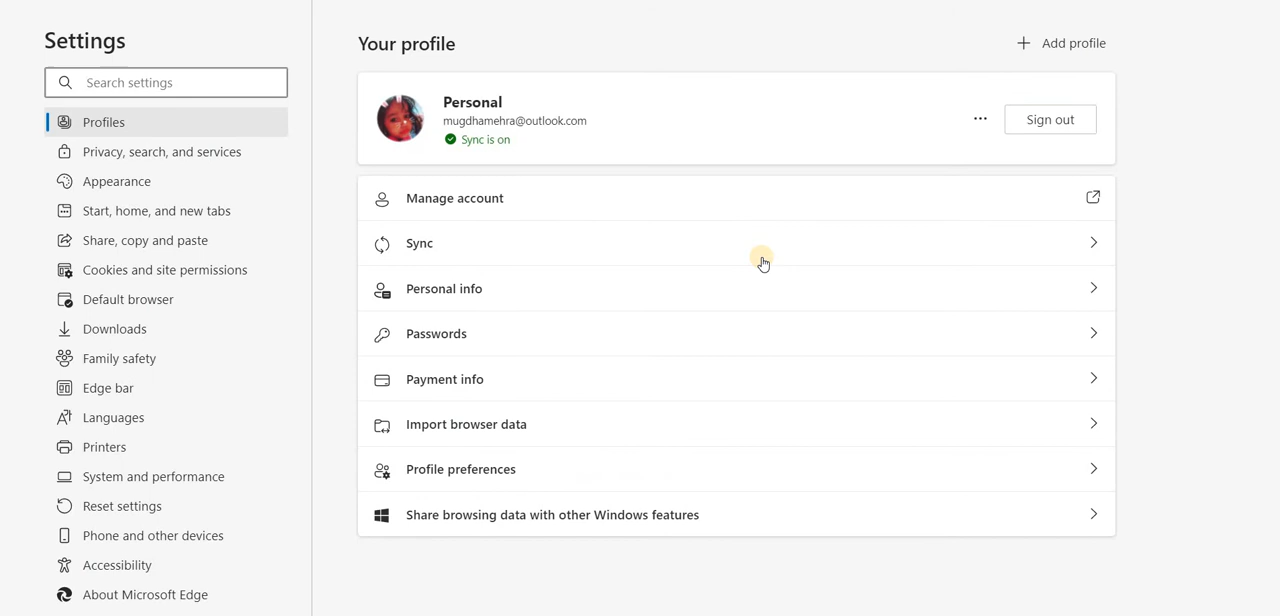 Settings
Search settings
Profiles
Privacy, search, and services
Appearance
Start, home, and new tabs
Share, copy and paste
Cookies and site permissions
Default browser
Downloads
Family safety
Edge bar
Languages
Printers
System and performance
Reset settings
Phone and other devices
Accessibility
About Microsoft Edge
Your profile
Add profile
Personal
mugdhamehra@outlook.com
Sync is on
Sign out
Manage account
Sync
Personal info
Passwords
Payment info
Import browser data
Profile preferences
Share browsing data with other Windows features